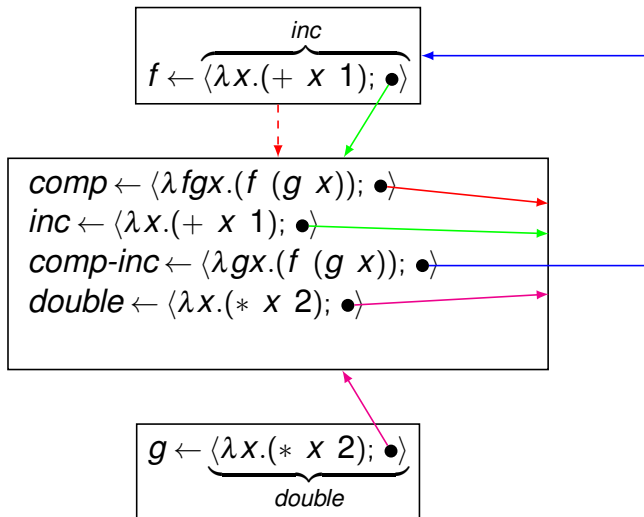 inc
f ← ⟨λx.(+ x 1); •⟩
comp ← ⟨λfgx.(f (g x)); •⟩
inc ← ⟨λx.(+ x 1); •⟩
comp-inc ← ⟨λgx.(f (g x)); •⟩
double ← ⟨λx.(∗ x 2); •⟩
g ← ⟨λx.(∗ x 2); •⟩
double